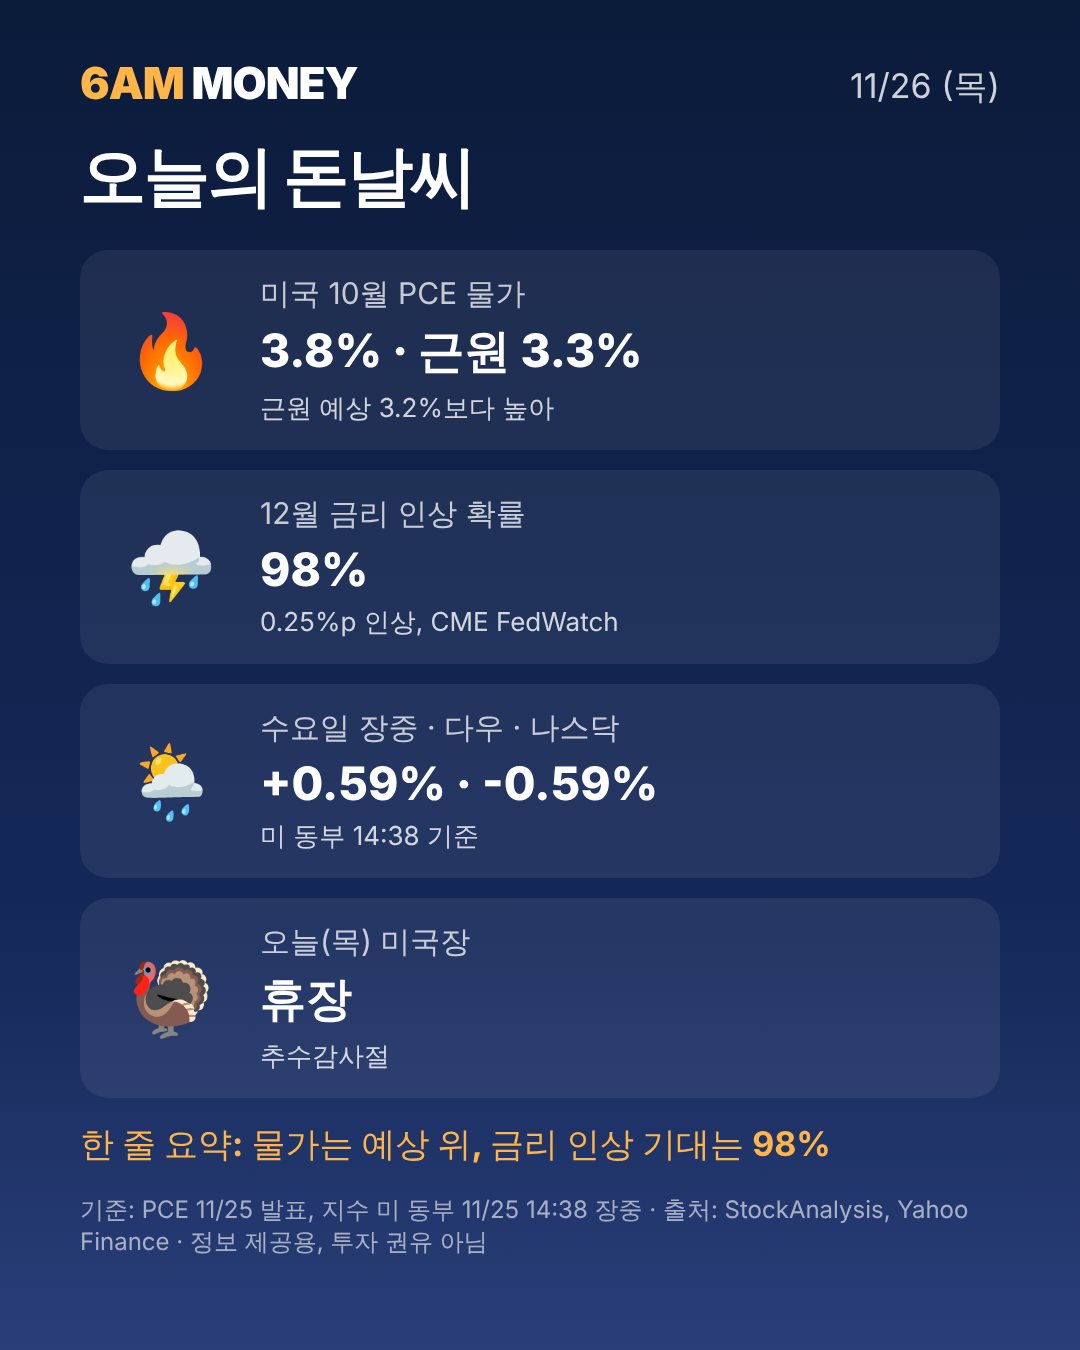 6AM MONEY
11/26 (목)
오늘의 돈날씨
미국 10월 PCE 물가
3.8% · 근원 3.3%
근원 예상 3.2%보다 높아
12월 금리 인상 확률
98%
0.25%p 인상, CME FedWatch
수요일 장중 · 다우 · 나스닥
+0.59% · -0.59%
미 동부 14:38 기준
오늘(목) 미국장
휴장
추수감사절
한 줄 요약: 물가는 예상 위, 금리 인상 기대는 98%
기준: PCE 11/25 발표, 지수 미 동부 11/25 14:38 장중 · 출처: StockAnalysis, Yahoo
Finance · 정보 제공용, 투자 권유 아님